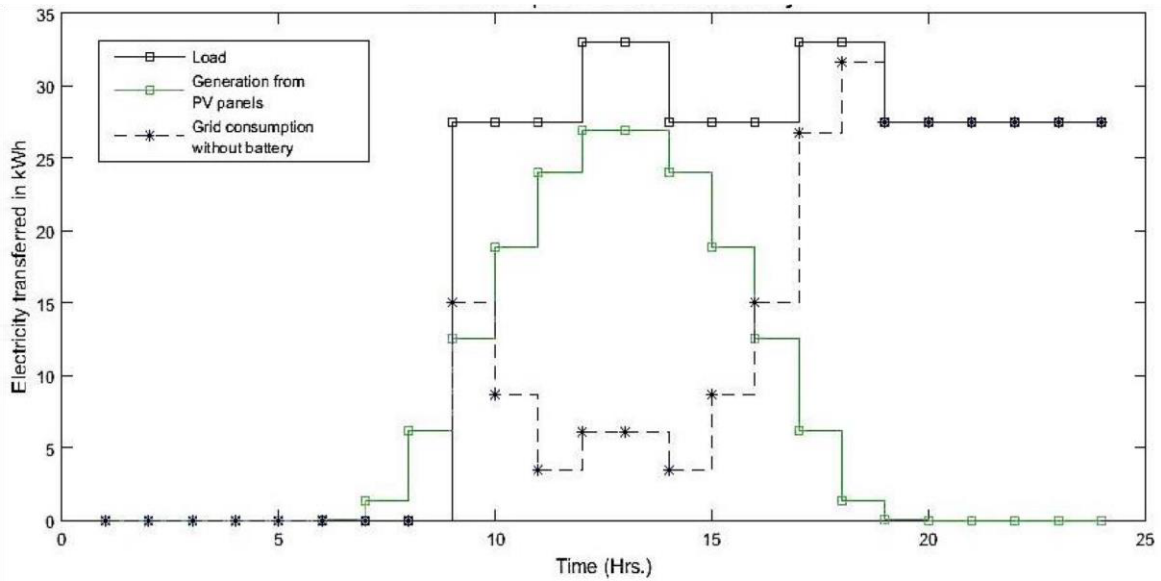 35
30
25
20
15
10
5
0
Electricity transferred in kWh
Load
Generation from
PV panels
Grid consumption
without battery
0
5
10
15
20
25
Time (Hrs.)